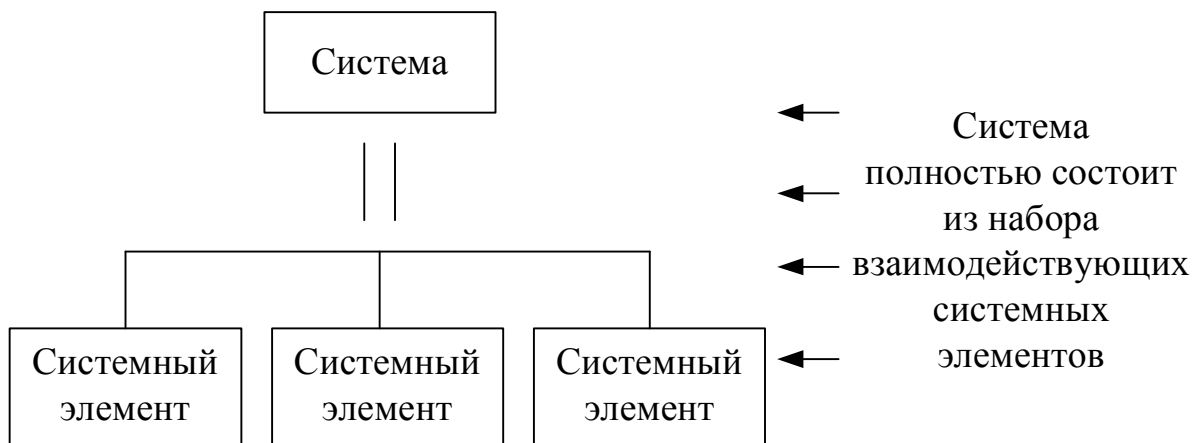 Система
Система
полностью состоит
из набора
взаимодействующих
системных
элементов
Системный
элемент
Системный
элемент
Системный
элемент